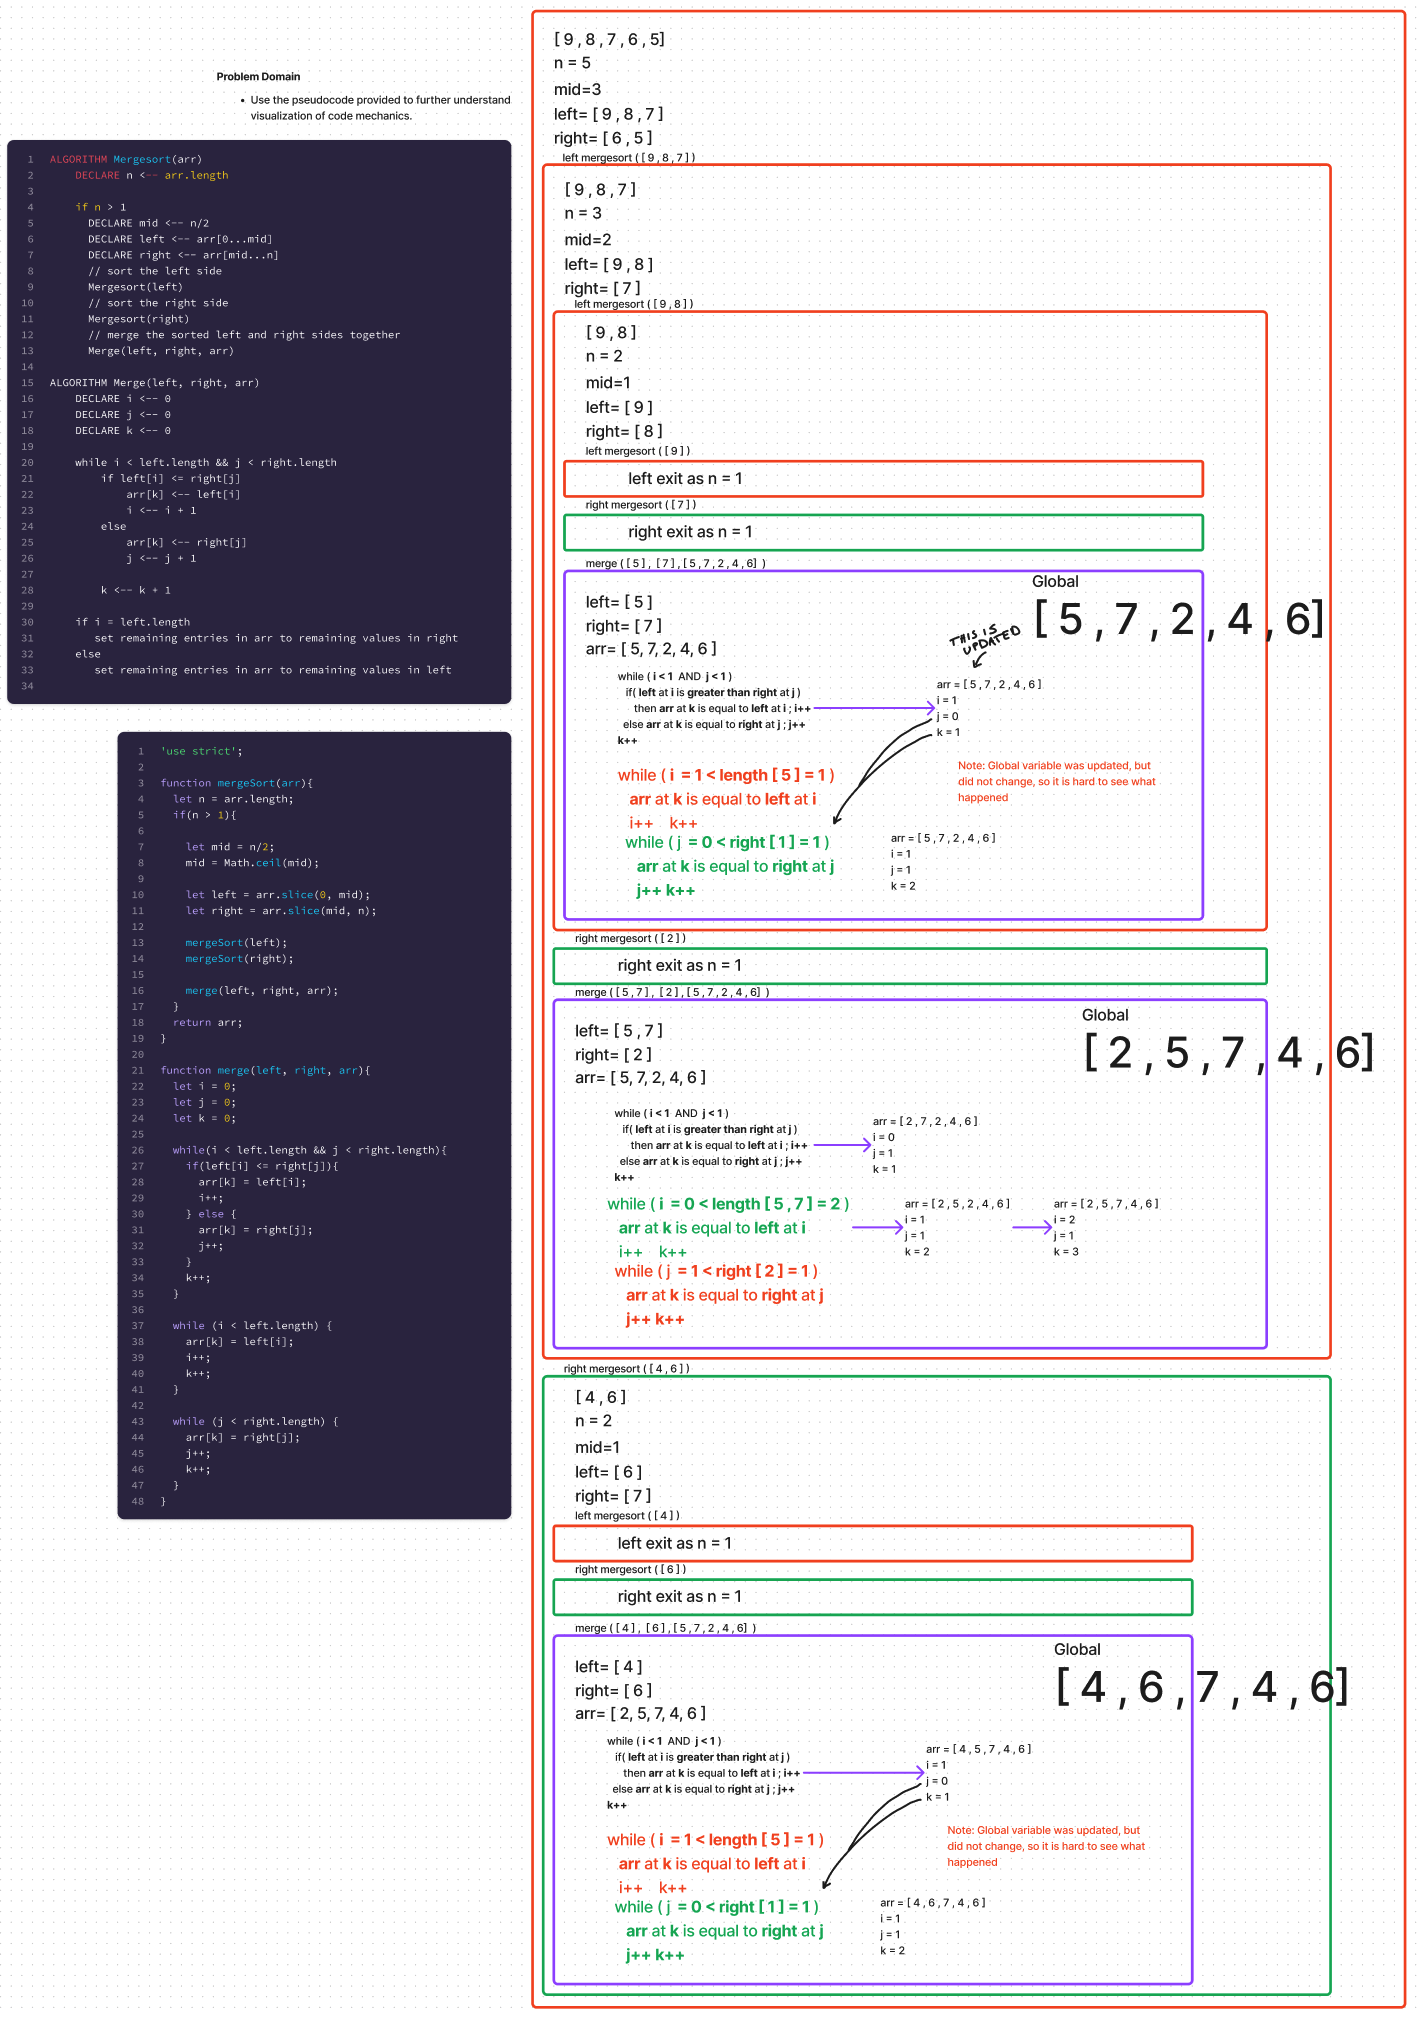 Problem Domain
• Use the pseudocode provided to further understand
visualization of code mechanics.
1 ALGORITHM Mergesort(arr)
2 DECLARE n <-- arr.length
3
4 if n > 1
5 DECLARE mid <-- n/2
6 DECLARE left <-- arr[0...mid]
7 DECLARE right <-- arr[mid...n]
8 // sort the left side
9 Mergesort(left)
10 // sort the right side
11 Mergesort(right)
12 // merge the sorted left and right sides together
13 Merge(left, right, arr)
14
15 ALGORITHM Merge(left, right, arr)
16 DECLARE i <-- 0
17 DECLARE j <-- 0
18 DECLARE k <-- 0
19
20 while i < left.length && j < right.length
21 if left[i] <= right[j]
22 arr[k] <-- left[i]
23 i <-- i + 1
24 else
25 arr[k] <-- right[j]
26 j <-- j + 1
27
28 k <-- k + 1
29
30 if i = left.length
31 set remaining entries in arr to remaining values in right
32 else
33 set remaining entries in arr to remaining values in left
34
1 'use strict';
2
3 function mergeSort(arr){
4 let n = arr.length;
5 if(n > 1){
6
7 let mid = n/2;
8 mid = Math.ceil(mid);
9
10 let left = arr.slice(0, mid);
11 let right = arr.slice(mid, n);
12
13 mergeSort(left);
14 mergeSort(right);
15
16 merge(left, right, arr);
17 }
18 return arr;
19 }
20
21 function merge(left, right, arr){
22 let i = 0;
23 let j = 0;
24 let k = 0;
25
26 while(i < left.length && j < right.length){
27 if(left[i] <= right[j]){
28 arr[k] = left[i];
29 i++;
30 } else {
31 arr[k] = right[j];
32 j++;
33 }
34 k++;
35 }
36
37 while (i < left.length) {
38 arr[k] = left[i];
39 i++;
40 k++;
41 }
42
43 while (j < right.length) {
44 arr[k] = right[j];
45 j++;
46 k++;
47 }
48 }
[ 9 , 8 , 7 , 6 , 5]
n = 5
mid=3
left= [ 9 , 8 , 7 ]
right= [ 6 , 5 ]
left mergesort ( [ 9 , 8 , 7 ] )
[ 9 , 8 , 7 ]
n = 3
mid=2
left= [ 9 , 8 ]
right= [ 7 ]
left mergesort ( [ 9 , 8 ] )
[ 9 , 8 ]
n = 2
mid=1
left= [ 9 ]
right= [ 8 ]
left mergesort ( [ 9 ] )
left exit as n = 1
right mergesort ( [ 7 ] )
right exit as n = 1
merge ( [ 5 ] , [ 7 ] , [ 5 , 7 , 2 , 4 , 6] )
Global
[ 5 , 7 , 2 , 4 , 6]
left= [ 5 ]
right= [ 7 ]
arr= [ 5, 7, 2, 4, 6 ]
THIS IS
UPDATED
while ( i < 1 AND j < 1 )
if( left at i is greater than right at j )
then arr at k is equal to left at i ; i++
else arr at k is equal to right at j ; j++
k++
arr = [ 5 , 7 , 2 , 4 , 6 ]
i = 1
j = 0
k = 1
Note: Global variable was updated, but
did not change, so it is hard to see what
happened
while ( i = 1 < length [ 5 ] = 1 )
arr at k is equal to left at i
i++ k++
while ( j = 0 < right [ 1 ] = 1 )
arr at k is equal to right at j
j++ k++
arr = [ 5 , 7 , 2 , 4 , 6 ]
i = 1
j = 1
k = 2
right mergesort ( [ 2 ] )
right exit as n = 1
merge ( [ 5 , 7 ] , [ 2 ] , [ 5 , 7 , 2 , 4 , 6] )
Global
[ 2 , 5 , 7 , 4 , 6]
left= [ 5 , 7 ]
right= [ 2 ]
arr= [ 5, 7, 2, 4, 6 ]
while ( i < 1 AND j < 1 )
if( left at i is greater than right at j )
then arr at k is equal to left at i ; i++
else arr at k is equal to right at j ; j++
k++
arr = [ 2 , 7 , 2 , 4 , 6 ]
i = 0
j = 1
k = 1
while ( i = 0 < length [ 5 , 7 ] = 2 )
arr at k is equal to left at i
i++ k++
arr = [ 2 , 5 , 2 , 4 , 6 ]
i = 1
j = 1
k = 2
arr = [ 2 , 5 , 7 , 4 , 6 ]
i = 2
j = 1
k = 3
while ( j = 1 < right [ 2 ] = 1 )
arr at k is equal to right at j
j++ k++
right mergesort ( [ 4 , 6 ] )
[ 4 , 6 ]
n = 2
mid=1
left= [ 6 ]
right= [ 7 ]
left mergesort ( [ 4 ] )
left exit as n = 1
right mergesort ( [ 6 ] )
right exit as n = 1
merge ( [ 4 ] , [ 6 ] , [ 5 , 7 , 2 , 4 , 6] )
Global
[ 4 , 6 , 7 , 4 , 6]
left= [ 4 ]
right= [ 6 ]
arr= [ 2, 5, 7, 4, 6 ]
while ( i < 1 AND j < 1 )
if( left at i is greater than right at j )
then arr at k is equal to left at i ; i++
else arr at k is equal to right at j ; j++
k++
arr = [ 4 , 5 , 7 , 4 , 6 ]
i = 1
j = 0
k = 1
Note: Global variable was updated, but
did not change, so it is hard to see what
happened
while ( i = 1 < length [ 5 ] = 1 )
arr at k is equal to left at i
i++ k++
while ( j = 0 < right [ 1 ] = 1 )
arr at k is equal to right at j
j++ k++
arr = [ 4 , 6 , 7 , 4 , 6 ]
i = 1
j = 1
k = 2